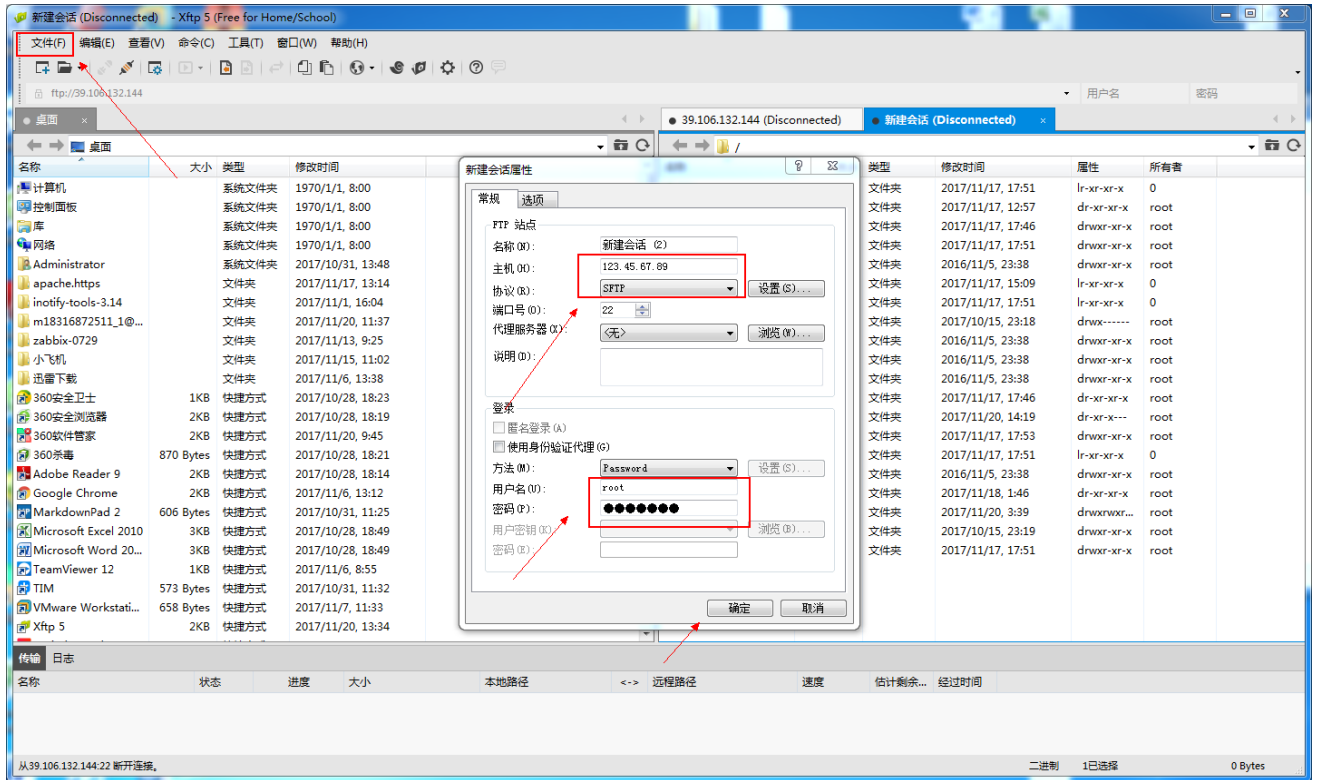 新建会话 (Disconnected) - Xftp 5 (Free for Home/School)
文件(F) 编辑(E) 查看(V) 命令(C) 工具(T) 窗口(W) 帮助(H)
ftp://39.106.132.144 用户名 密码
桌面 × 39.106.132.144 (Disconnected) 新建会话 (Disconnected) ×
桌面 /
名称 大小 类型 修改时间
计算机 系统文件夹 1970/1/1, 8:00
控制面板 系统文件夹 1970/1/1, 8:00
库 系统文件夹 1970/1/1, 8:00
网络 系统文件夹 1970/1/1, 8:00
Administrator 系统文件夹 2017/10/31, 13:48
apache.https 文件夹 2017/11/17, 13:14
inotify-tools-3.14 文件夹 2017/11/1, 16:04
m18316872511_1@... 文件夹 2017/11/20, 11:37
zabbix-0729 文件夹 2017/11/13, 9:25
小飞机 文件夹 2017/11/15, 11:02
迅雷下载 文件夹 2017/11/6, 13:38
360安全卫士 1KB 快捷方式 2017/10/28, 18:23
360安全浏览器 2KB 快捷方式 2017/10/28, 18:19
360软件管家 2KB 快捷方式 2017/11/20, 9:45
360杀毒 870 Bytes 快捷方式 2017/10/28, 18:21
Adobe Reader 9 2KB 快捷方式 2017/10/28, 18:14
Google Chrome 2KB 快捷方式 2017/11/6, 13:12
MarkdownPad 2 606 Bytes 快捷方式 2017/10/31, 11:25
Microsoft Excel 2010 3KB 快捷方式 2017/10/28, 18:49
Microsoft Word 20... 3KB 快捷方式 2017/10/28, 18:49
TeamViewer 12 1KB 快捷方式 2017/11/6, 8:55
TIM 573 Bytes 快捷方式 2017/10/31, 11:32
VMware Workstati... 658 Bytes 快捷方式 2017/11/7, 11:33
Xftp 5 2KB 快捷方式 2017/11/20, 13:34
新建会话属性
常规 选项
FTP 站点
名称(N): 新建会话 (2)
主机(H): 123.45.67.89
协议(R): SFTP 设置(S)...
端口号(O): 22
代理服务器(X): <无> 浏览(W)...
说明(D):
登录
匿名登录(A)
使用身份验证代理(G)
方法(M): Password 设置(S)...
用户名(U): root
密码(P): ●●●●●●●
用户密钥(K): 浏览(B)...
密码(E):
确定 取消
类型 修改时间 属性 所有者
文件夹 2017/11/17, 17:51 lr-xr-xr-x 0
文件夹 2017/11/17, 12:57 dr-xr-xr-x root
文件夹 2017/11/17, 17:46 drwxr-xr-x root
文件夹 2017/11/17, 17:51 drwxr-xr-x root
文件夹 2016/11/5, 23:38 drwxr-xr-x root
文件夹 2017/11/17, 15:09 lr-xr-xr-x 0
文件夹 2017/11/17, 17:51 lr-xr-xr-x 0
文件夹 2017/10/15, 23:18 drwx------ root
文件夹 2016/11/5, 23:38 drwxr-xr-x root
文件夹 2016/11/5, 23:38 drwxr-xr-x root
文件夹 2016/11/5, 23:38 drwxr-xr-x root
文件夹 2017/11/17, 17:46 dr-xr-xr-x root
文件夹 2017/11/20, 14:19 dr-xr-x--- root
文件夹 2017/11/17, 17:53 drwxr-xr-x root
文件夹 2017/11/17, 17:51 lr-xr-xr-x 0
文件夹 2016/11/5, 23:38 drwxr-xr-x root
文件夹 2017/11/18, 1:46 dr-xr-xr-x root
文件夹 2017/11/20, 3:39 drwxrwxr... root
文件夹 2017/10/15, 23:19 drwxr-xr-x root
文件夹 2017/11/17, 17:51 drwxr-xr-x root
传输 日志
名称 状态 进度 大小 本地路径 <-> 远程路径 速度 估计剩余... 经过时间
从39.106.132.144:22 断开连接。 二进制 1已选择 0 Bytes